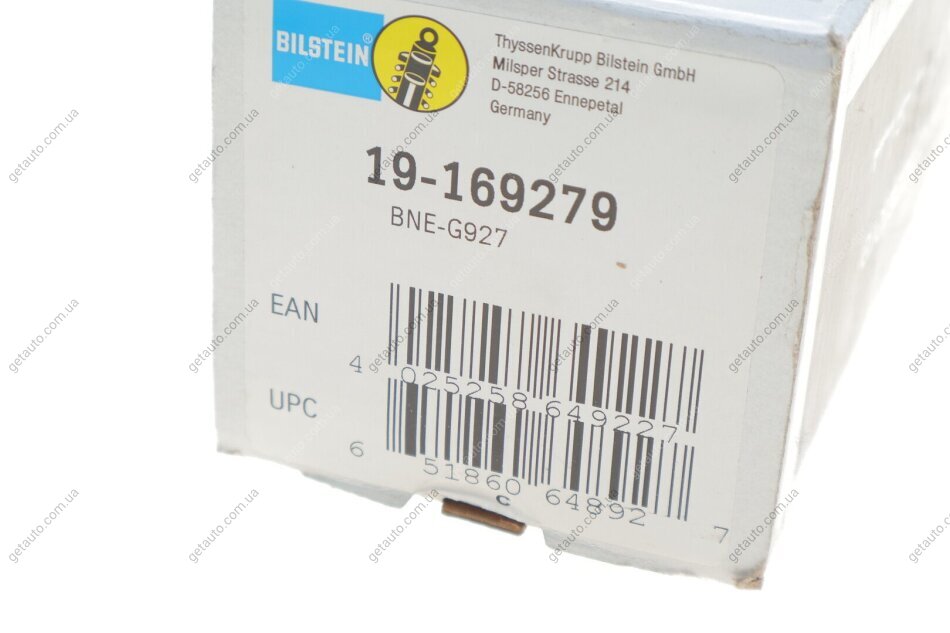 BILSTEIN®
ThyssenKrupp Bilstein GmbH
Milsper Strasse 214
D-58256 Ennepetal
Germany
19-169279
BNE-G927
EAN
4 025258 649227
UPC
6 51860 64892 7
C
getauto.com.ua